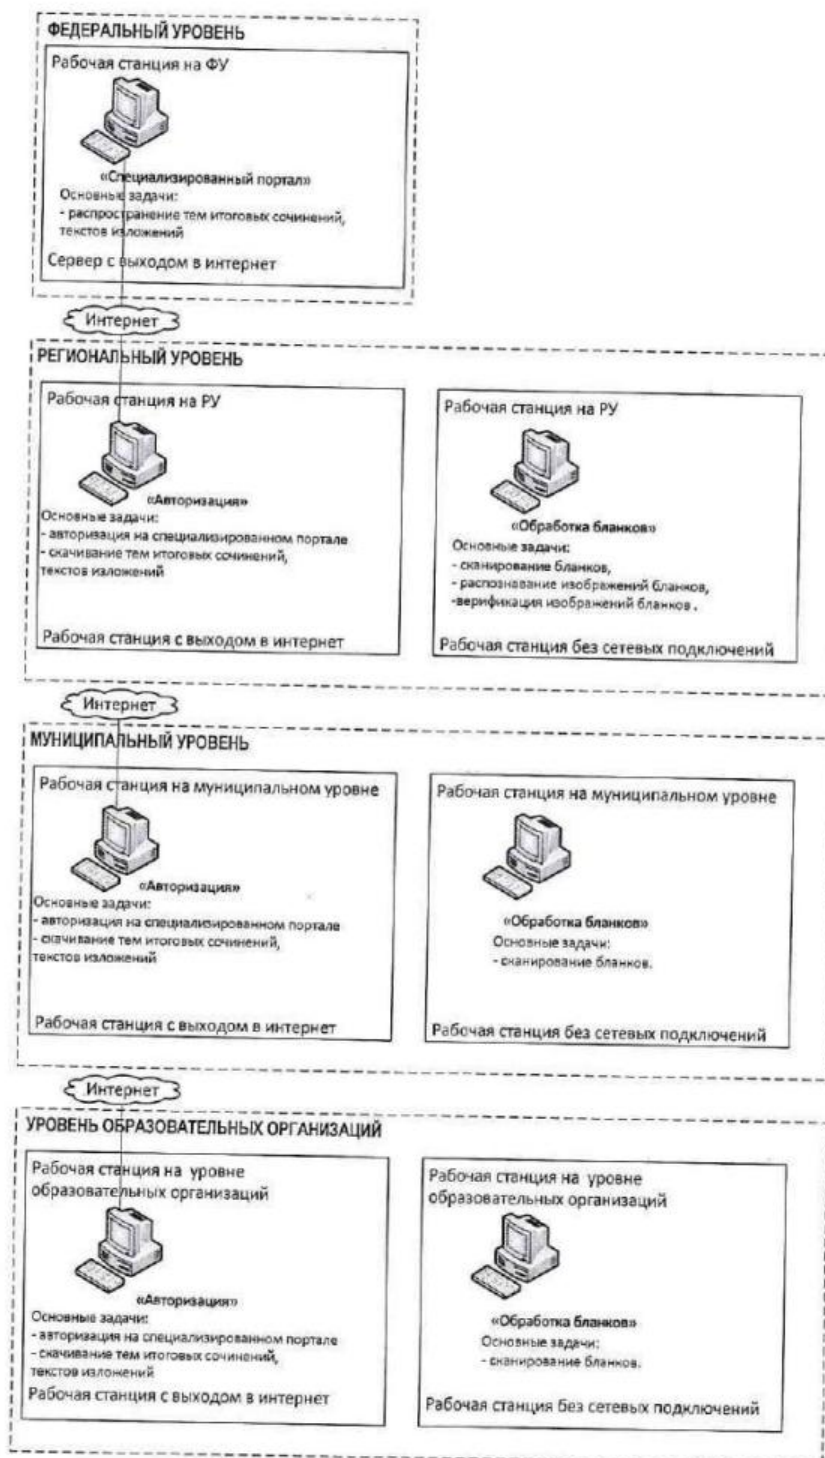 ФЕДЕРАЛЬНЫЙ УРОВЕНЬ
Рабочая станция на ФУ
«Специализированный портал»
Основные задачи:
- распространение тем итоговых сочинений,
текстов изложений
Сервер с выходом в интернет
Интернет
РЕГИОНАЛЬНЫЙ УРОВЕНЬ
Рабочая станция на РУ
«Авторизация»
Основные задачи:
- авторизация на специализированном портале
- скачивание тем итоговых сочинений,
текстов изложений
Рабочая станция с выходом в интернет
Рабочая станция на РУ
«Обработка бланков»
Основные задачи:
- сканирование бланков,
- распознавание изображений бланков,
-верификация изображений бланков .
Рабочая станция без сетевых подключений
Интернет
МУНИЦИПАЛЬНЫЙ УРОВЕНЬ
Рабочая станция на муниципальном уровне
«Авторизация»
Основные задачи:
- авторизация на специализированном портале
- скачивание тем итоговых сочинений,
текстов изложений
Рабочая станция с выходом в интернет
Рабочая станция на муниципальном уровне
«Обработка бланков»
Основные задачи:
- сканирование бланков.
Рабочая станция без сетевых подключений
Интернет
УРОВЕНЬ ОБРАЗОВАТЕЛЬНЫХ ОРГАНИЗАЦИЙ
Рабочая станция на уровне
образовательных организаций
«Авторизация»
Основные задачи:
- авторизация на специализированном портале
- скачивание тем итоговых сочинений,
текстов изложений
Рабочая станция с выходом в интернет
Рабочая станция на уровне
образовательных организаций
«Обработка бланков»
Основные задачи:
- сканирование бланков.
Рабочая станция без сетевых подключений